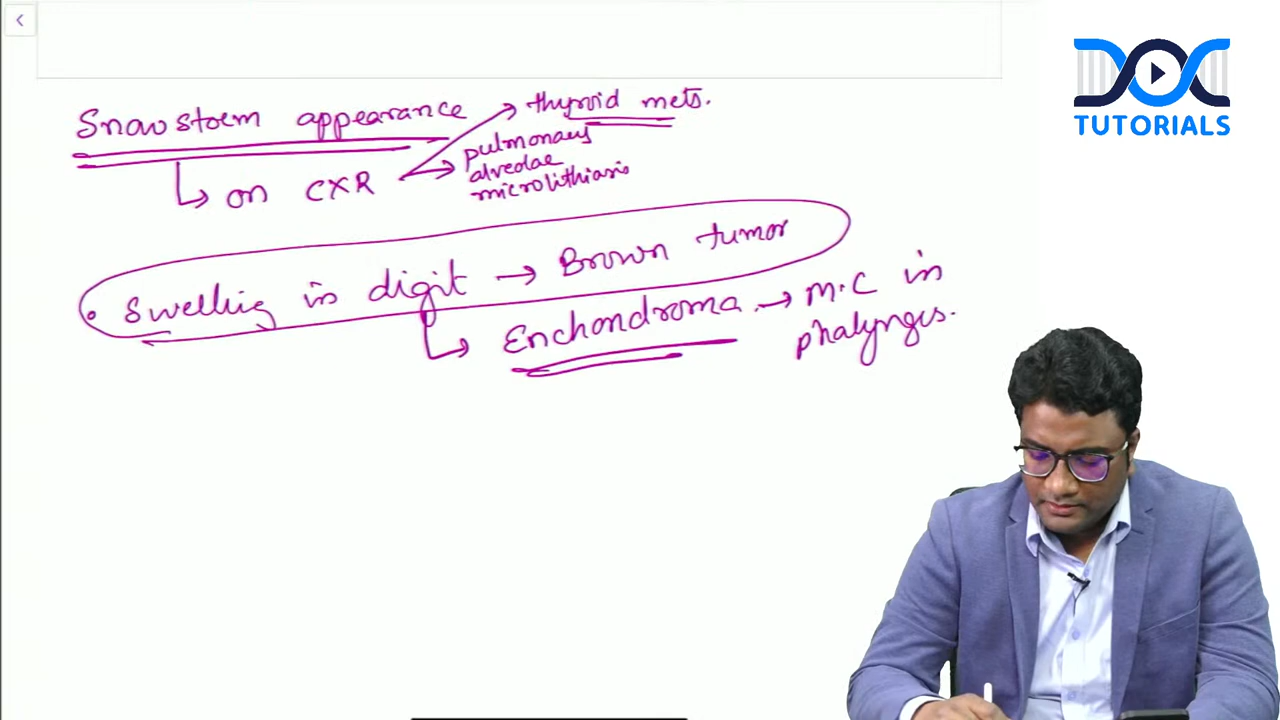 Snowstorm appearance → thyroid mets.
↳ on CXR → pulmonary
alveolar
microlithiasis
• Swelling in digit → Brown tumor
↳ Enchondroma → M.C in
phalynges.
DOC
TUTORIALS